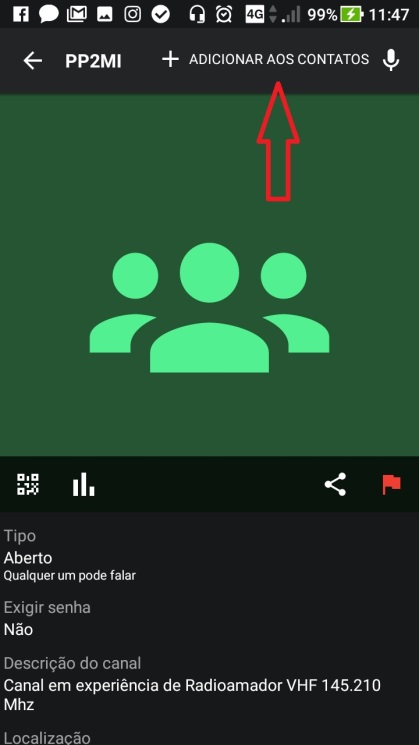 4G 99% 11:47
PP2MI + ADICIONAR AOS CONTATOS
Tipo
Aberto
Qualquer um pode falar
Exigir senha
Não
Descrição do canal
Canal em experiência de Radioamador VHF 145.210
Mhz
Localização